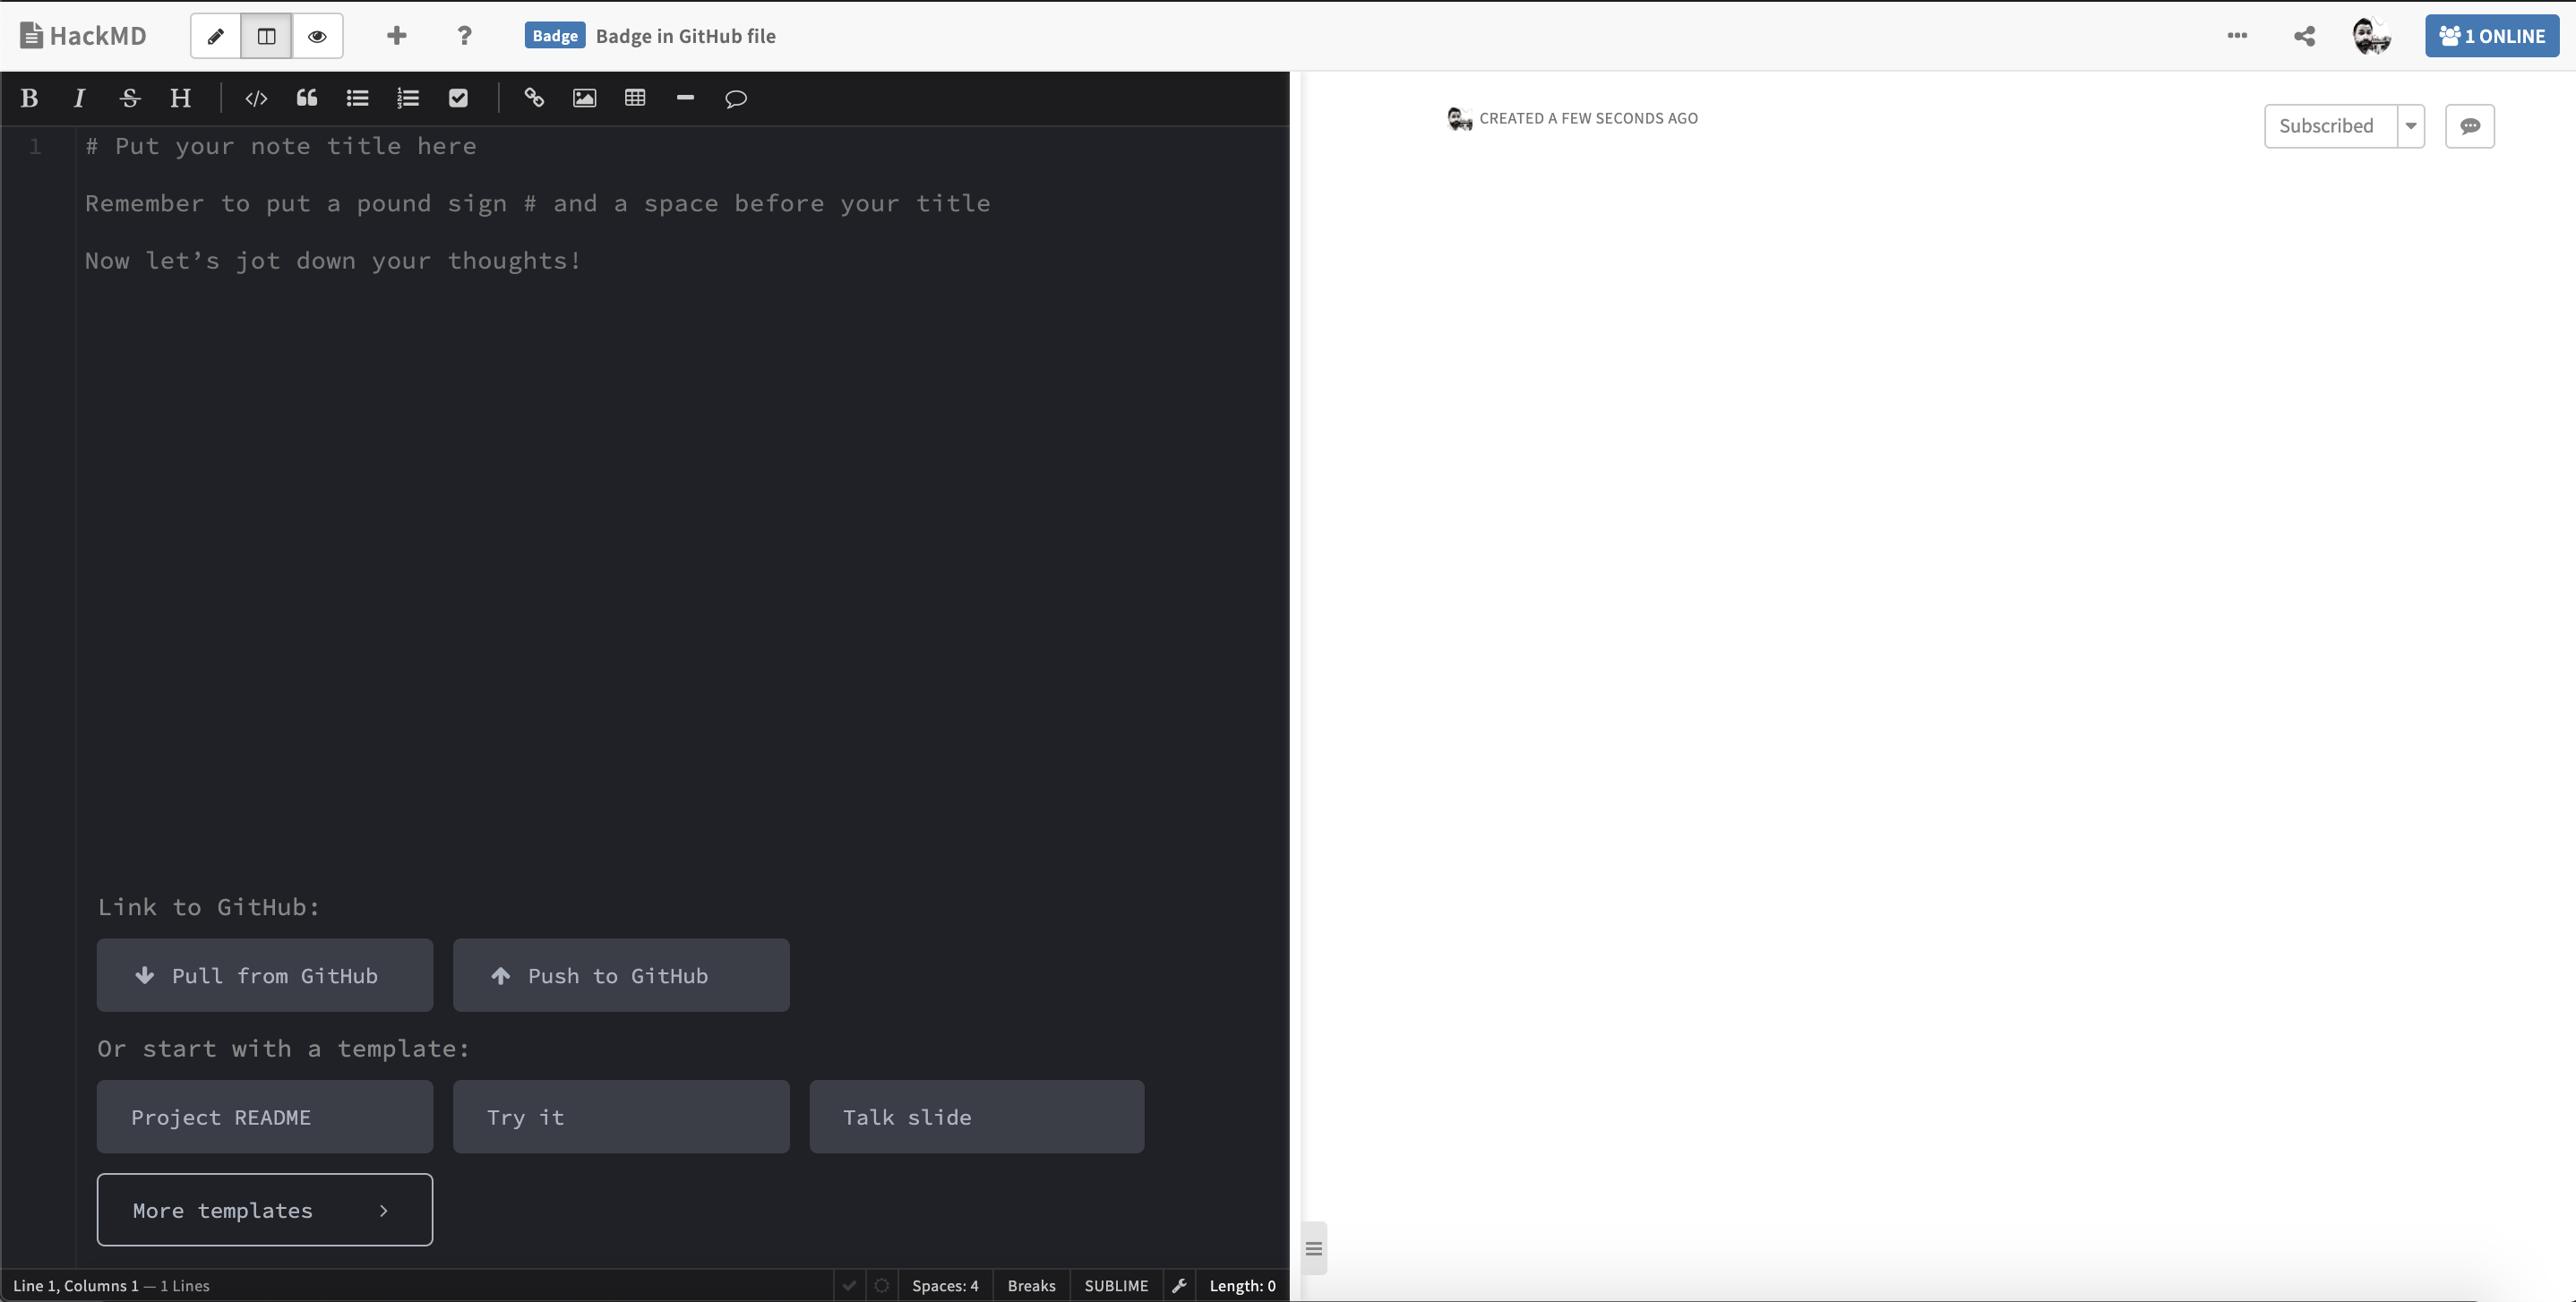 HackMD
Badge Badge in GitHub file
1 ONLINE
B I S H
1 # Put your note title here
Remember to put a pound sign # and a space before your title
Now let’s jot down your thoughts!
Link to GitHub:
Pull from GitHub
Push to GitHub
Or start with a template:
Project README
Try it
Talk slide
More templates
Line 1, Columns 1 — 1 Lines
Spaces: 4
Breaks
SUBLIME
Length: 0
CREATED A FEW SECONDS AGO
Subscribed